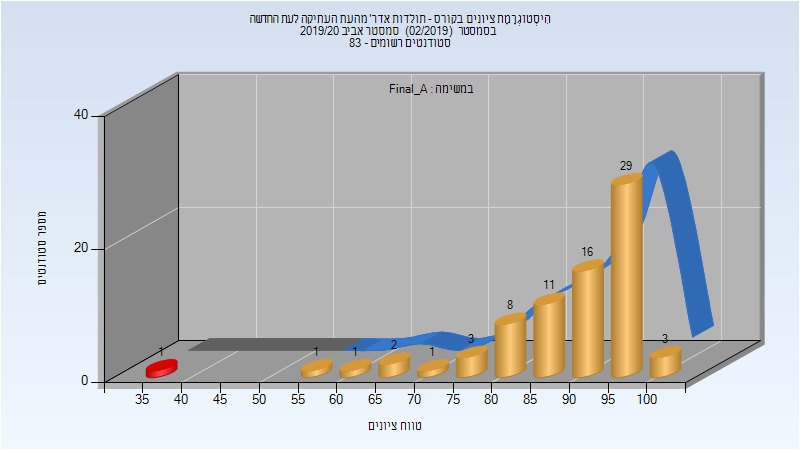 היסטוגרמת ציונים בקורס - תולדות אדר' מהעת העתיקה לעת החדשה
בסמסטר (02/2019) סמסטר אביב 2019/20
סטודנטים רשומים - 83
במשימה : Final_A
מספר סטודנטים
40
20
0
1
1
1
2
1
3
8
11
16
29
3
35 40 45 50 55 60 65 70 75 80 85 90 95 100
טווח ציונים